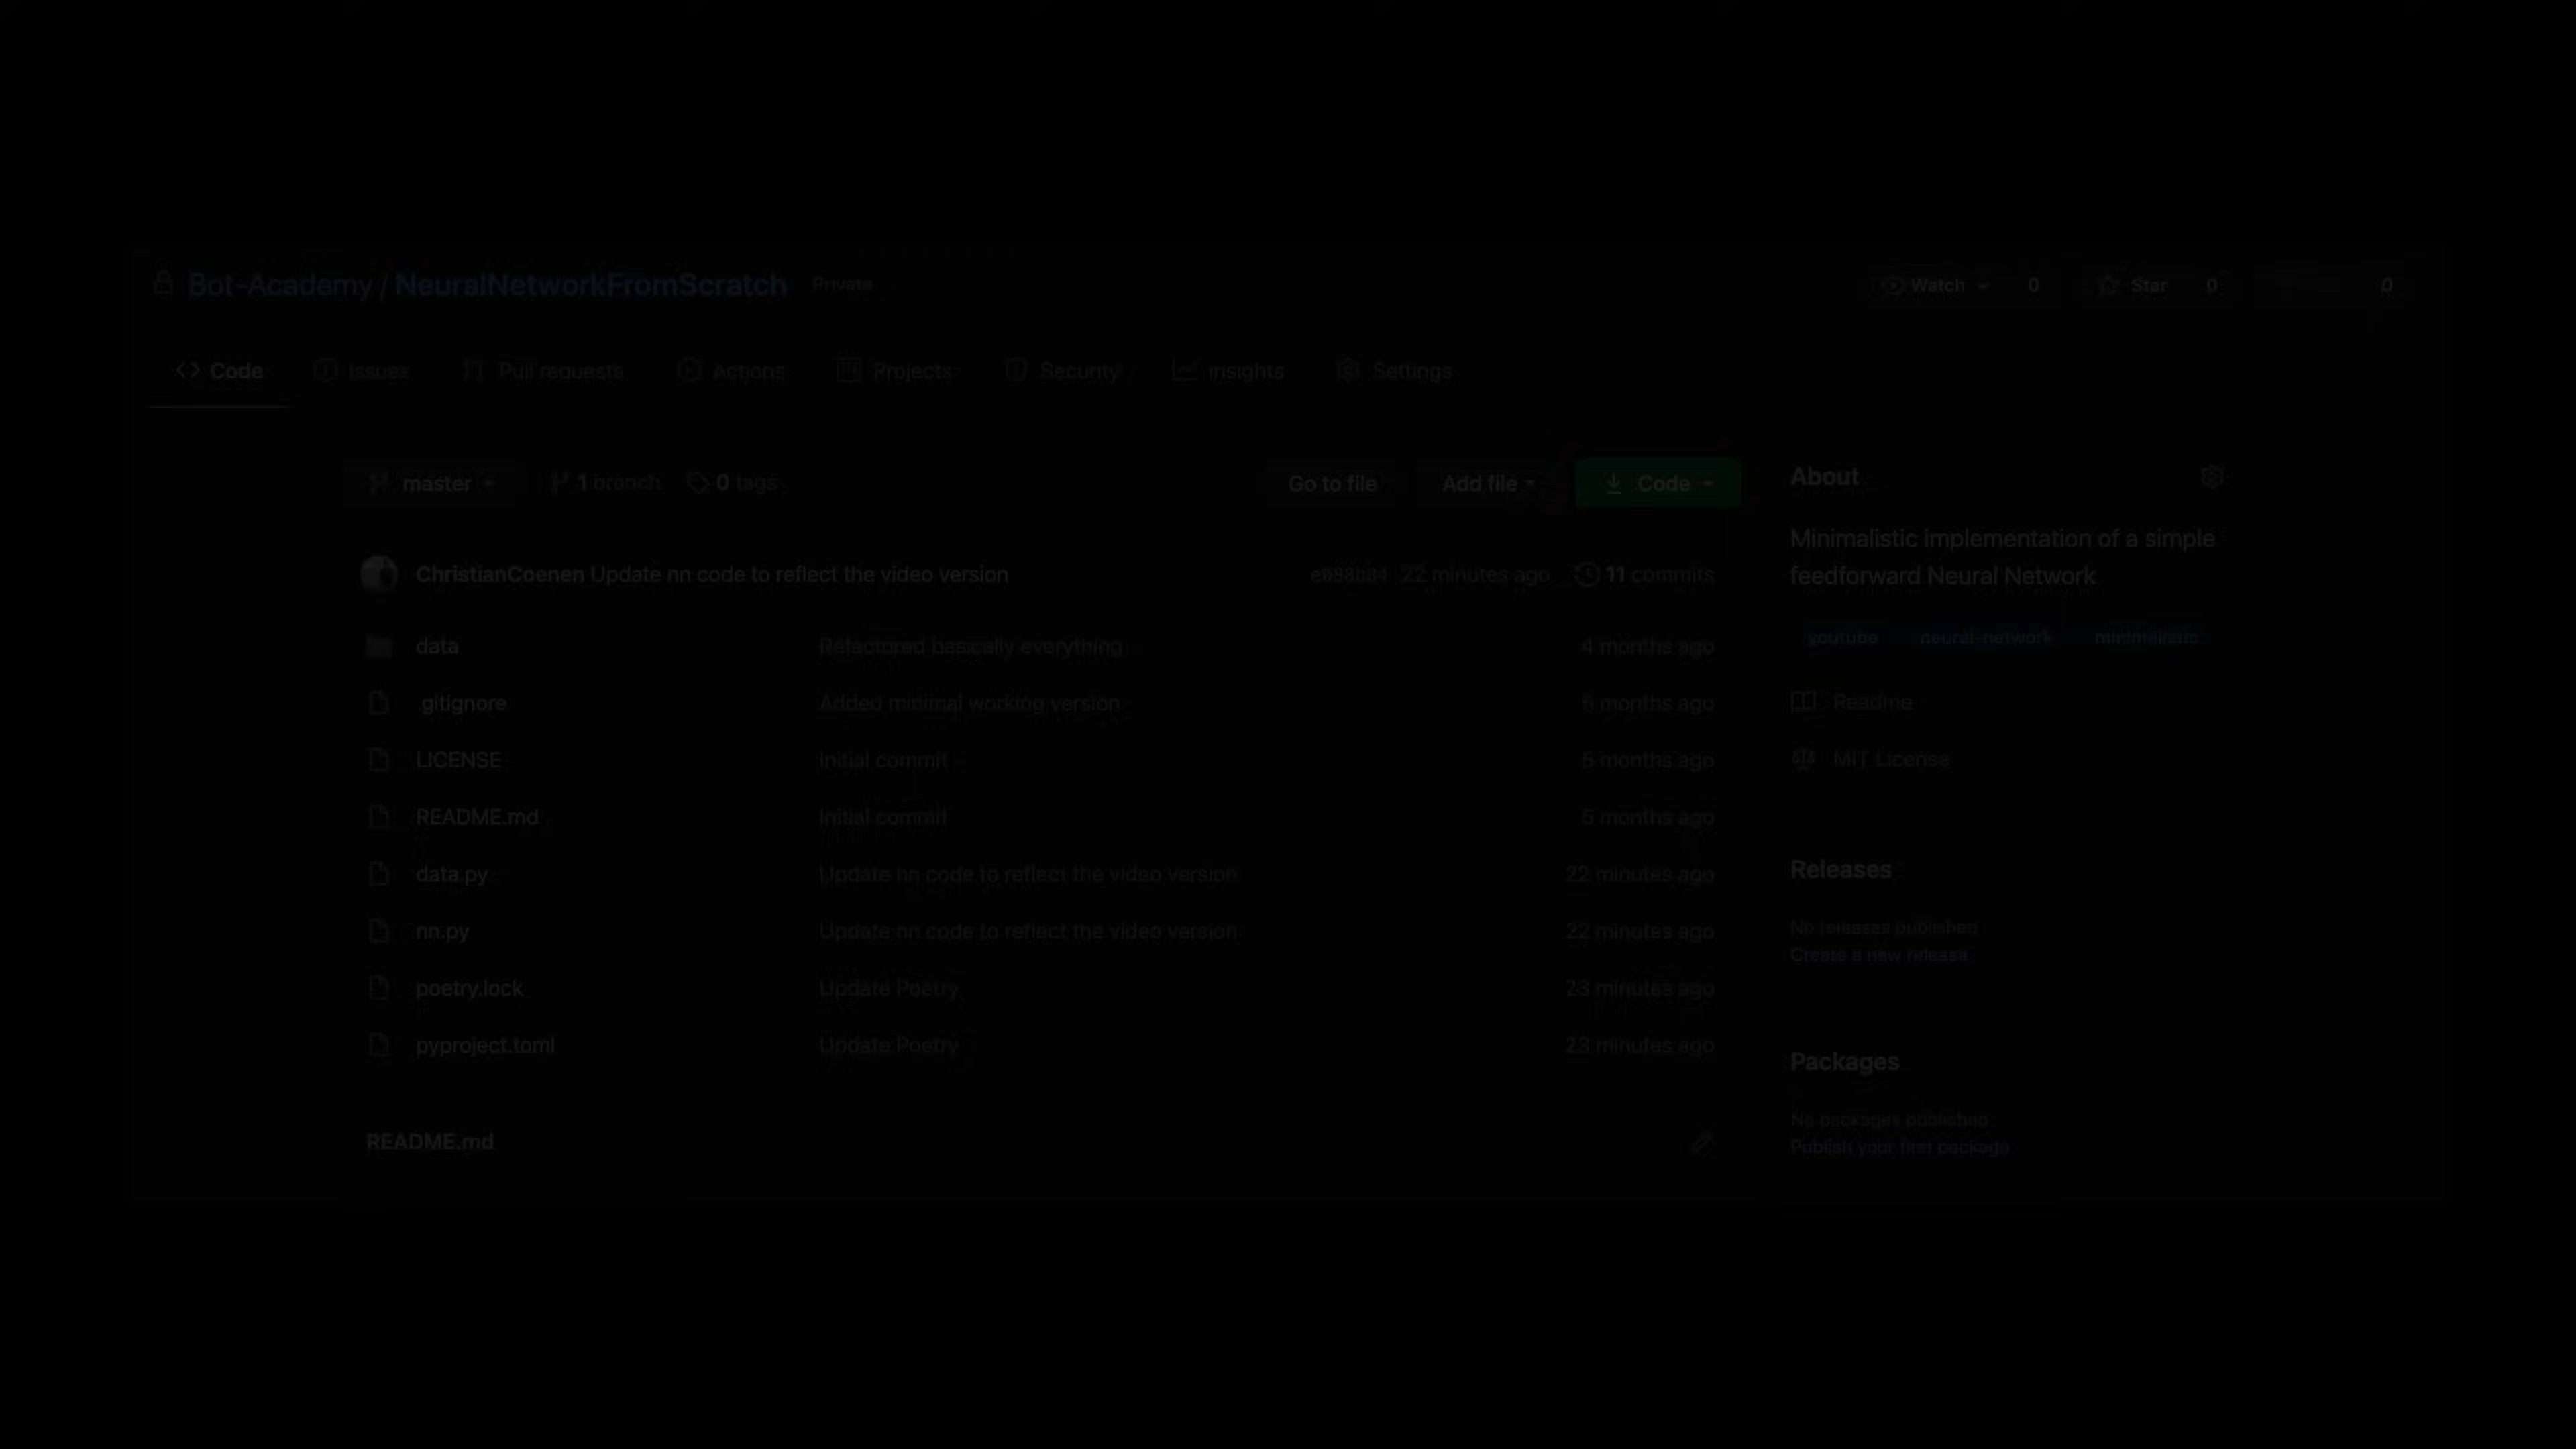 Bot-Academy / NeuralNetworkFromScratch Private
Watch 0 Star 0 0
Code Issues Pull requests Actions Projects Security Insights Settings
master 1 branch 0 tags Go to file Add file Code
ChristianCoenen Update nn code to reflect the video version 22 minutes ago 11 commits
data Refactored basically everything 4 months ago
.gitignore Added minimal working version months ago
LICENSE Initial commit 5 months ago
README.md Initial commit 5 months ago
data.py Update nn code to reflect the video version 22 minutes ago
nn.py Update nn code to reflect the video version 22 minutes ago
poetry.lock Update Poetry 23 minutes ago
pyproject.toml Update Poetry 23 minutes ago
README.md
About
Minimalistic implementation of a simple
feedforward Neural Network
youtube neural-network minimalistic
Readme
MIT License
Releases
No releases published
Create a new release
Packages
No packages published
Publish your first package